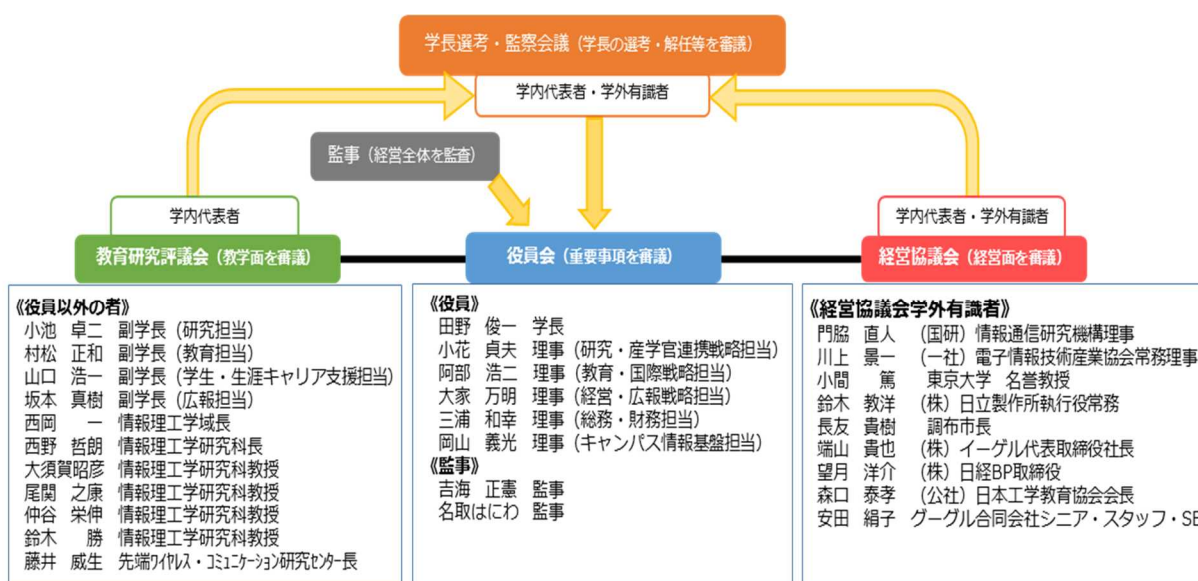 学長選考・監察会議（学長の選考・解任等を審議）
学内代表者・学外有識者
監事（経営全体を監査）
学内代表者
教育研究評議会（教学面を審議）
役員会（重要事項を審議）
学内代表者・学外有識者
経営協議会（経営面を審議）
《役員以外の者》
小池　卓二　副学長（研究担当）
村松　正和　副学長（教育担当）
山口　浩一　副学長（学生・生涯キャリア支援担当）
坂本　真樹　副学長（広報担当）
西岡　　一　情報理工学域長
西野　哲朗　情報理工学研究科長
大須賀昭彦　情報理工学研究科教授
尾関　之康　情報理工学研究科教授
仲谷　栄伸　情報理工学研究科教授
鈴木　　勝　情報理工学研究科教授
藤井　威生　先端ワイヤレス・コミュニケーション研究センター長
《役員》
田野　俊一　学長
小花　貞夫　理事（研究・産学官連携戦略担当）
阿部　浩二　理事（教育・国際戦略担当）
大家　万明　理事（経営・広報戦略担当）
三浦　和幸　理事（総務・財務担当）
岡山　義光　理事（キャンパス情報基盤担当）
《監事》
吉海　正憲　監事
名取はにわ　監事
《経営協議会学外有識者》
門脇　直人　（国研）情報通信研究機構理事
川上　景一　（一社）電子情報技術産業協会常務理事
小間　　篤　東京大学　名誉教授
鈴木　教洋　（株）日立製作所執行役常務
長友　貴樹　調布市長
端山　貴也　（株）イーゲル代表取締役社長
望月　洋介　（株）日経BP取締役
森口　泰孝　（公社）日本工学教育協会会長
安田　絹子　グーグル合同会社シニア・スタッフ・SE